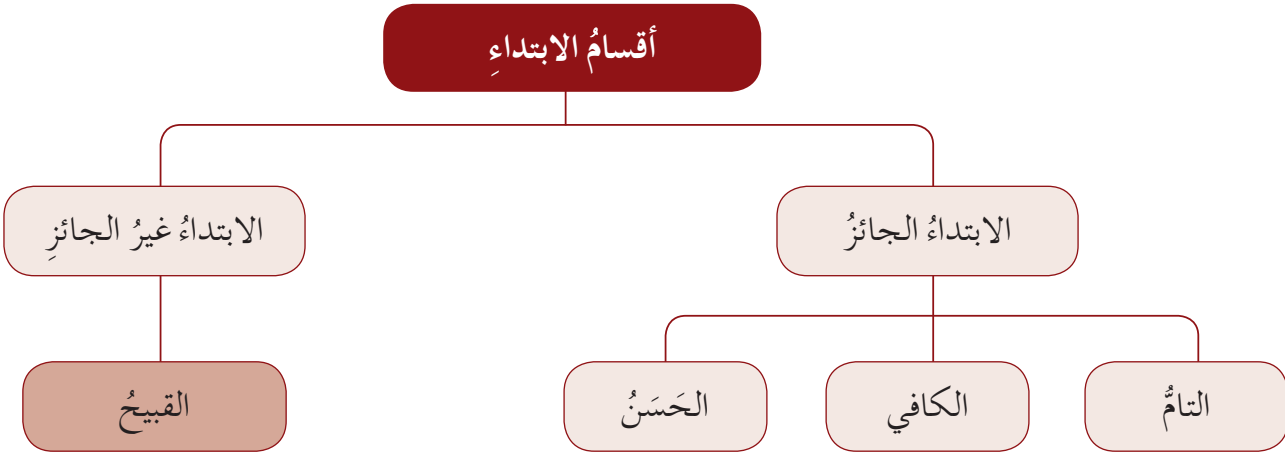 أقسامُ الابتداءِ
الابتداءُ الجائزُ
الابتداءُ غيرُ الجائزِ
التامُّ
الكافي
الحَسَنُ
القبيحُ